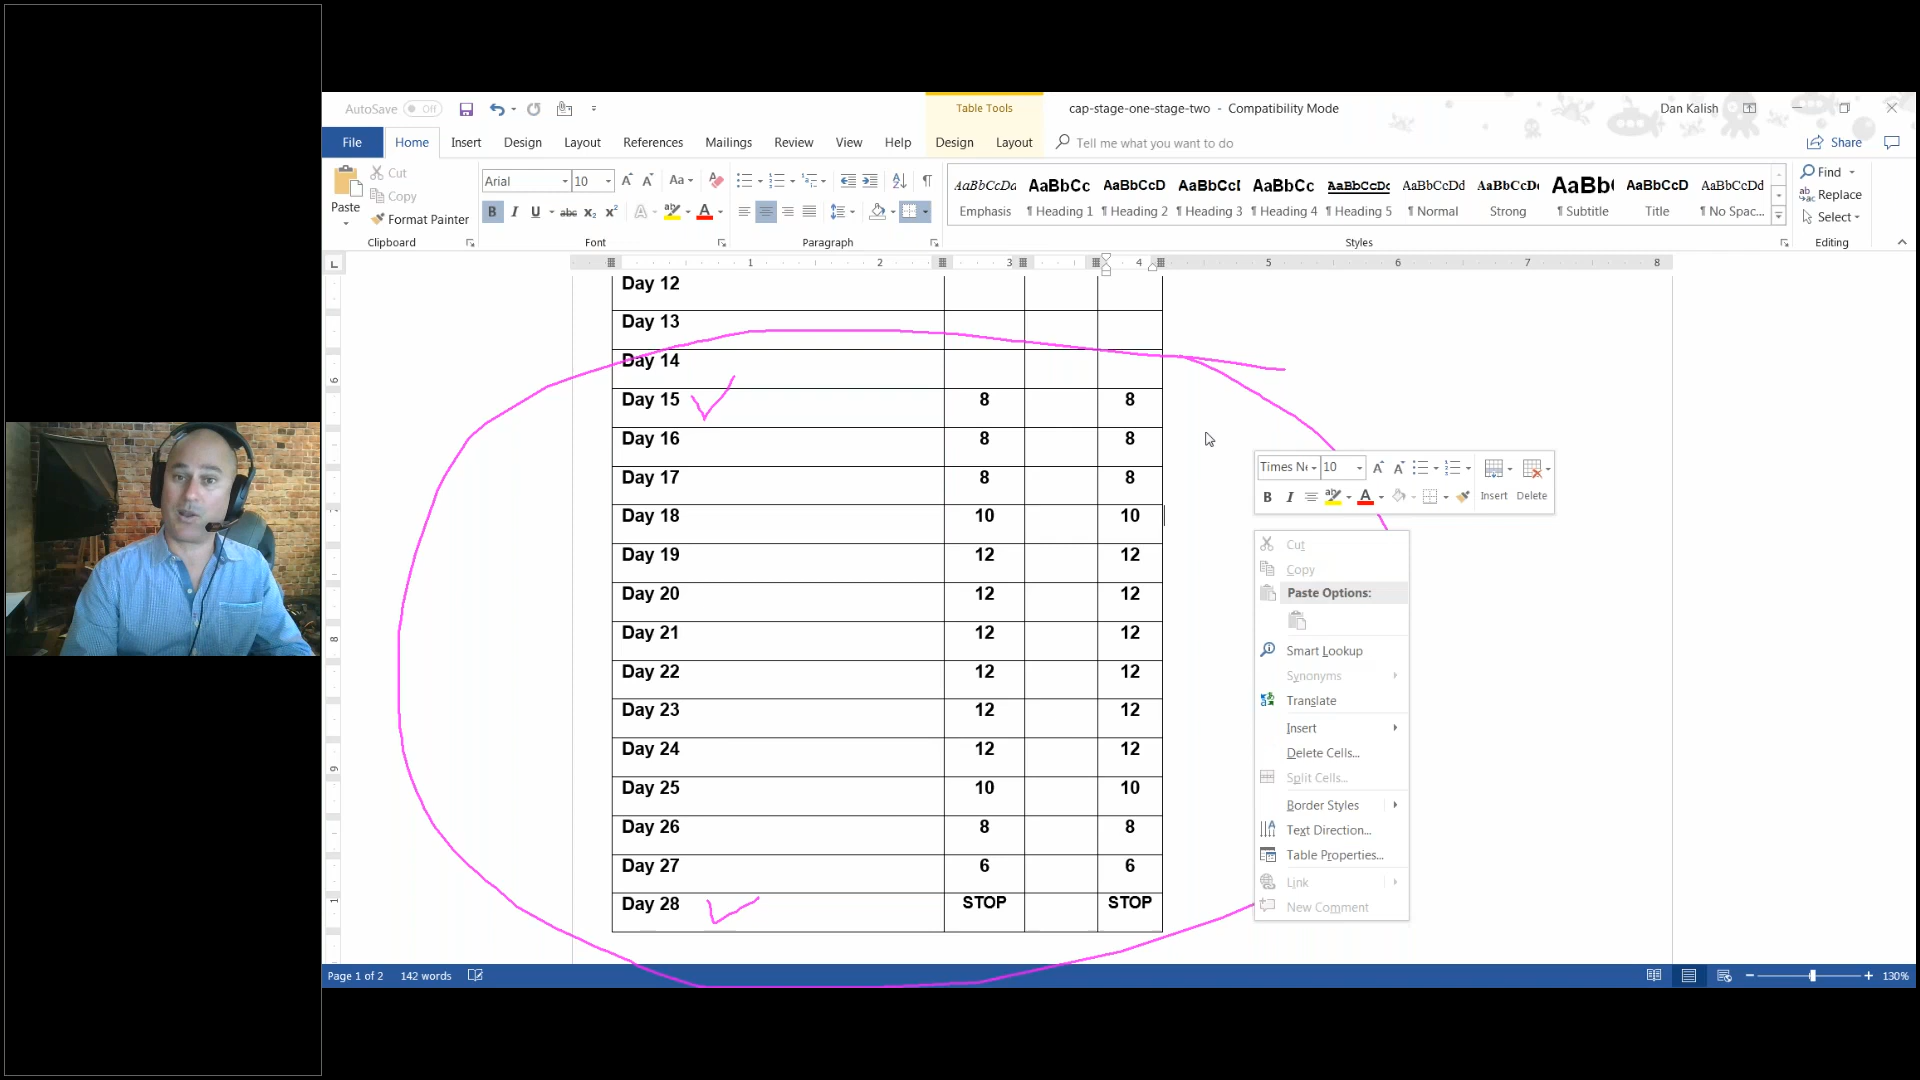 AutoSave Off
Table Tools
cap-stage-one-stage-two - Compatibility Mode
Dan Kalish
File Home Insert Design Layout References Mailings Review View Help Design Layout Tell me what you want to do
Share
Paste
Cut
Copy
Format Painter
Clipboard
Arial 10
Font
Paragraph
AaBbCcDd AaBbCc AaBbCcD AaBbCcI AaBbCc AaBbCcDc AaBbCcDd AaBbCcDc AaBb( AaBbCcD AaBbCcDd
Emphasis ¶ Heading 1 ¶ Heading 2 ¶ Heading 3 ¶ Heading 4 ¶ Heading 5 ¶ Normal Strong ¶ Subtitle Title ¶ No Spac...
Styles
Find
Replace
Select
Editing
1 2 3 4 5 6 7 8
Day 12
Day 13
Day 14
Day 15 8 8
Day 16 8 8
Day 17 8 8
Day 18 10 10
Day 19 12 12
Day 20 12 12
Day 21 12 12
Day 22 12 12
Day 23 12 12
Day 24 12 12
Day 25 10 10
Day 26 8 8
Day 27 6 6
Day 28 STOP STOP
Times Ne 10
Insert Delete
Cut
Copy
Paste Options:
Smart Lookup
Synonyms
Translate
Insert
Delete Cells...
Split Cells...
Border Styles
Text Direction...
Table Properties...
Link
New Comment
Page 1 of 2 142 words
130%